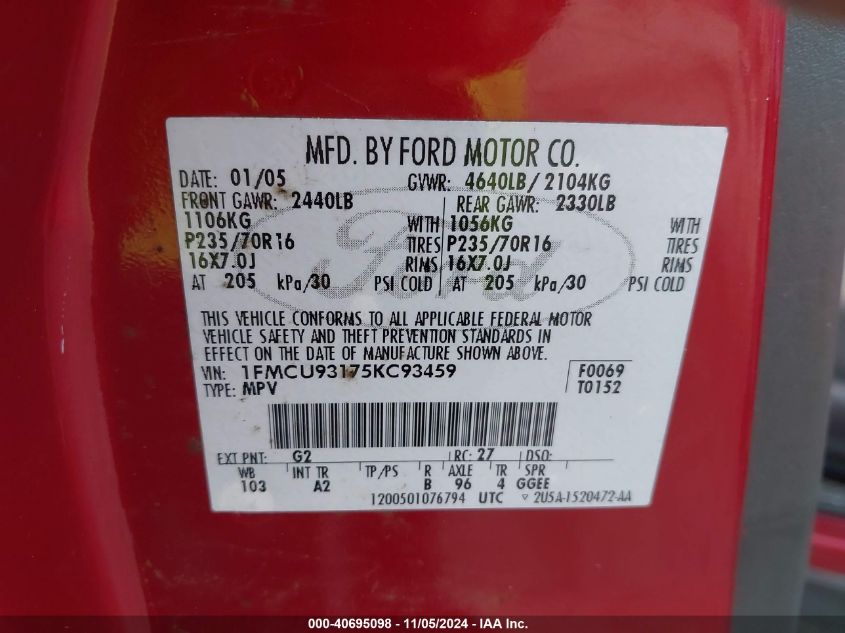 MFD. BY FORD MOTOR CO.
DATE: 01/05 GVWR: 4640LB/ 2104KG
FRONT GAWR: 2440LB REAR GAWR: 2330LB
1106KG WITH 1056KG WITH
P235/70R16 TIRES P235/70R16 TIRES
16X7.0J RIMS 16X7.0J RIMS
AT 205 kPa/30 PSI COLD AT 205 kPa/30 PSI COLD
Ford
THIS VEHICLE CONFORMS TO ALL APPLICABLE FEDERAL MOTOR
VEHICLE SAFETY AND THEFT PREVENTION STANDARDS IN
EFFECT ON THE DATE OF MANUFACTURE SHOWN ABOVE.
VIN: 1FMCU93175KC93459 F0069
TYPE: MPV T0152
EXT PNT: G2 RC: 27 DSO:
WB INT TR TP/PS R AXLE TR SPR
103 A2 B 96 4 GGEE
1200501076794 UTC 2U5A-1520472-AA
000-40695098 - 11/05/2024 - IAA Inc.